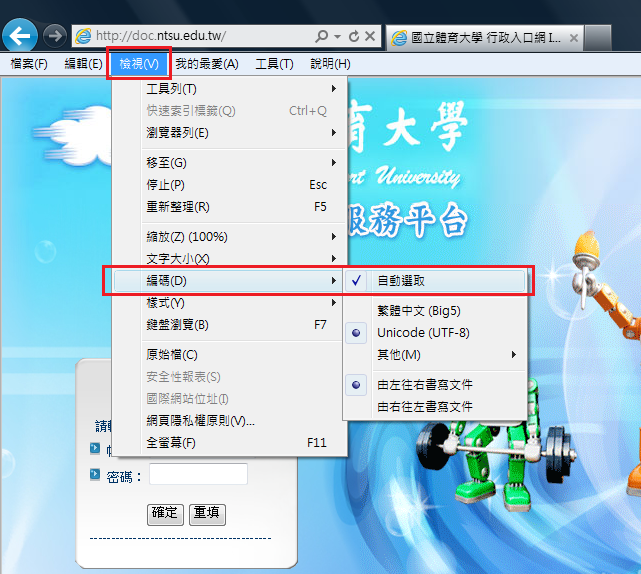 http://doc.ntsu.edu.tw/
國立體育大學 行政入口網 I...
檔案(F) 編輯(E) 檢視(V) 我的最愛(A) 工具(T) 說明(H)
工具列(T)
快速索引標籤(Q) Ctrl+Q
瀏覽器列(E)
移至(G)
停止(P) Esc
重新整理(R) F5
縮放(Z) (100%)
文字大小(X)
編碼(D)
樣式(Y)
鍵盤瀏覽(B) F7
原始檔(C)
安全性報表(S)
國際網站位址(I)
網頁隱私權原則(V)...
全螢幕(F) F11
自動選取
繁體中文 (Big5)
Unicode (UTF-8)
其他(M)
由左往右書寫文件
由右往左書寫文件
育大學
ort University
服務平台
請
密碼：
確定 重填